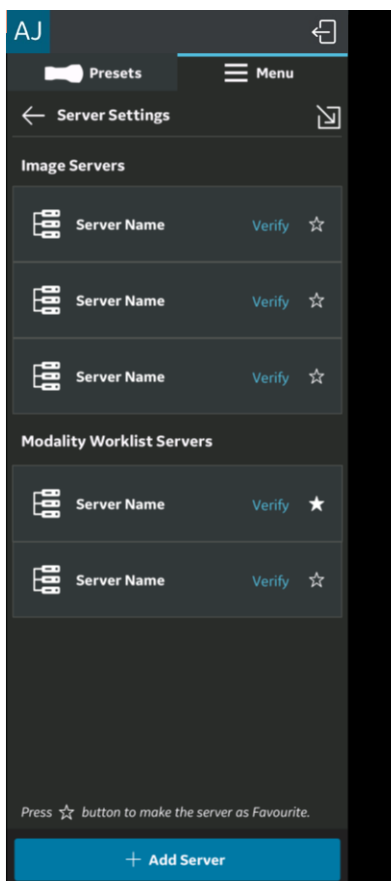 AJ
Presets
Menu
Server Settings
Image Servers
Server Name Verify
Server Name Verify
Server Name Verify
Modality Worklist Servers
Server Name Verify
Server Name Verify
Press ☆ button to make the server as Favourite.
+ Add Server